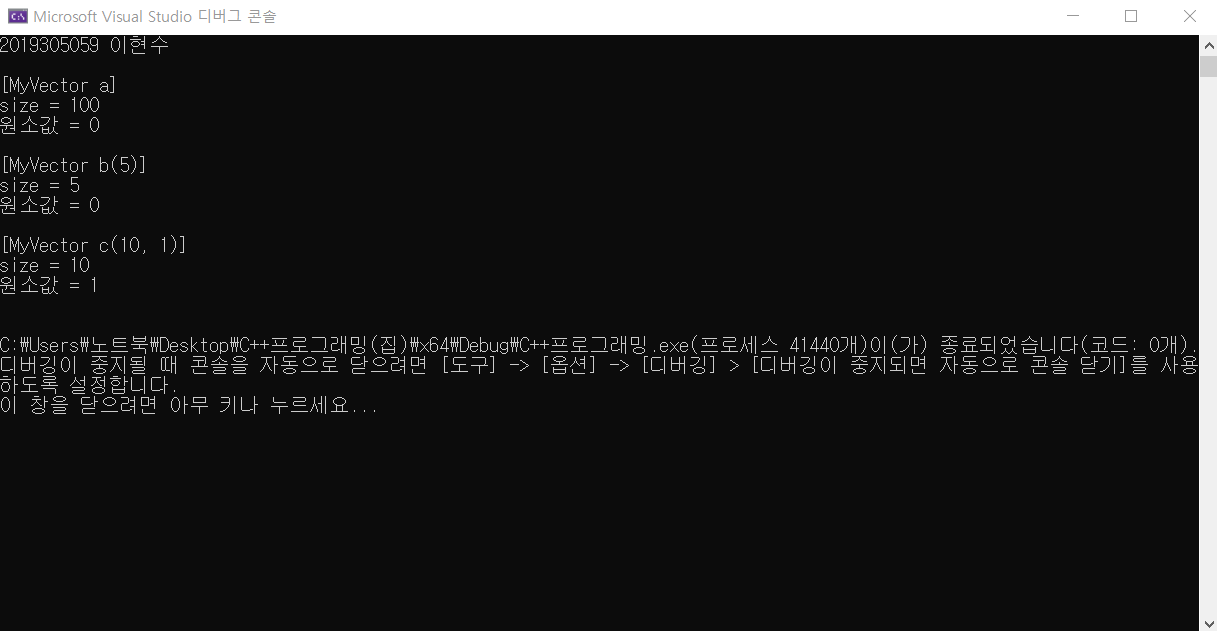 Microsoft Visual Studio 디버그 콘솔
2019305059 이현수
[MyVector a]
size = 100
원소값 = 0
[MyVector b(5)]
size = 5
원소값 = 0
[MyVector c(10, 1)]
size = 10
원소값 = 1
C:₩Users₩노트북₩Desktop₩C++프로그래밍(집)₩x64₩Debug₩C++프로그래밍.exe(프로세스 41440개)이(가) 종료되었습니다(코드: 0개).
디버깅이 중지될 때 콘솔을 자동으로 닫으려면 [도구] -> [옵션] -> [디버깅] > [디버깅이 중지되면 자동으로 콘솔 닫기]를 사용
하도록 설정합니다.
이 창을 닫으려면 아무 키나 누르세요...